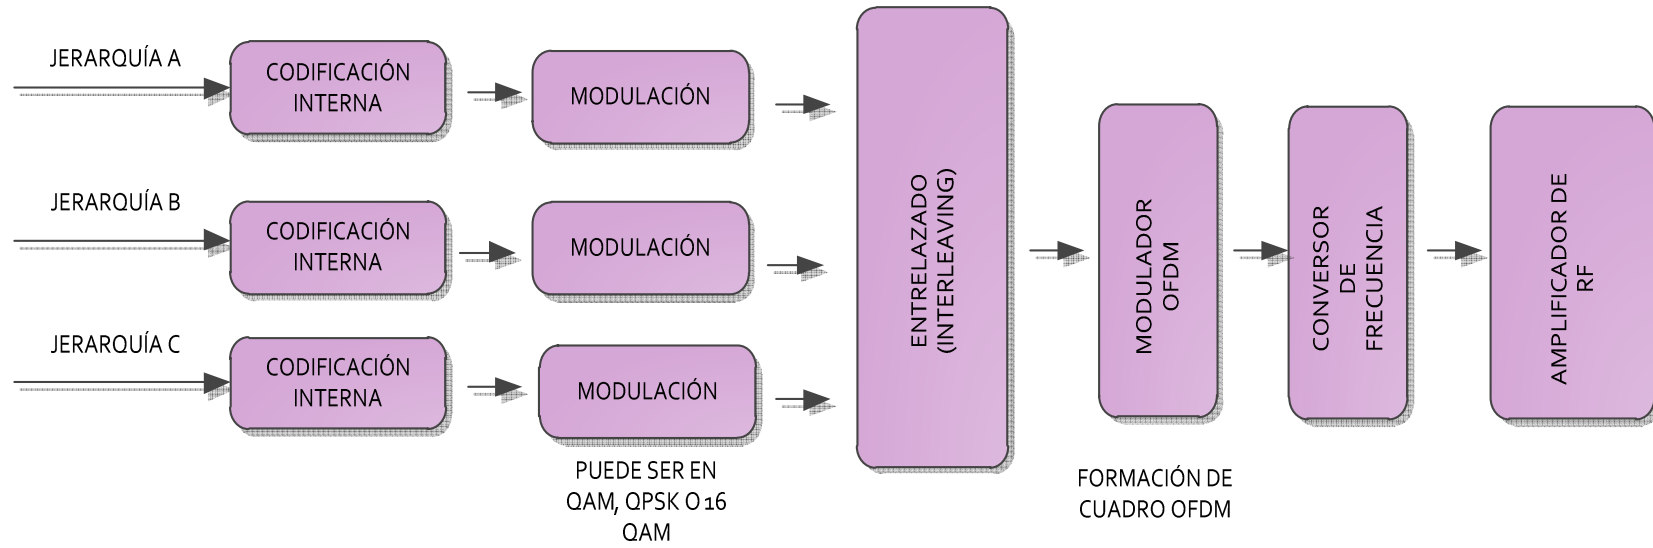 JERARQUÍA A
CODIFICACIÓN
INTERNA
MODULACIÓN
JERARQUÍA B
CODIFICACIÓN
INTERNA
MODULACIÓN
JERARQUÍA C
CODIFICACIÓN
INTERNA
MODULACIÓN
PUEDE SER EN
QAM, QPSK O 16
QAM
ENTRELAZADO
(INTERLEAVING)
MODULADOR
OFDM
FORMACIÓN DE
CUADRO OFDM
CONVERSOR
DE
FRECUENCIA
AMPLIFICADOR DE
RF